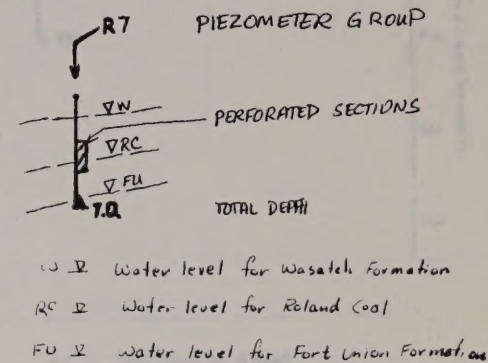 R7 PIEZOMETER GROUP
∇W
PERFORATED SECTIONS
∇RC
∇FU
T.D. TOTAL DEPTH
W ∇ Water level for Wasatch Formation
RC ∇ Water level for Roland Coal
FU ∇ Water level for Fort Union Formation